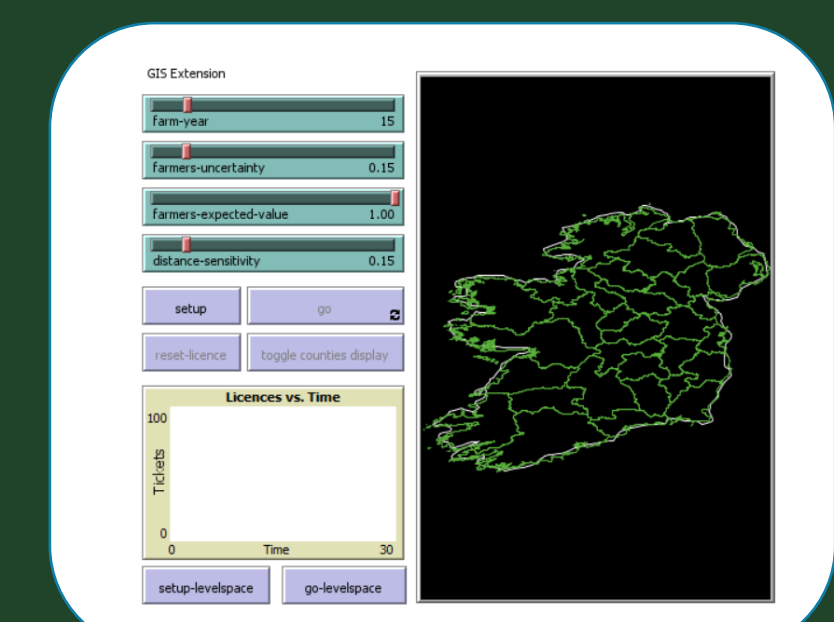 GIS Extension
farm-year 15
farmers-uncertainty 0.15
farmers-expected-value 1.00
distance-sensitivity 0.15
setup go
reset-licence toggle counties display
Licences vs. Time
100
Tickets
0
0 Time 30
setup-levelspace go-levelspace